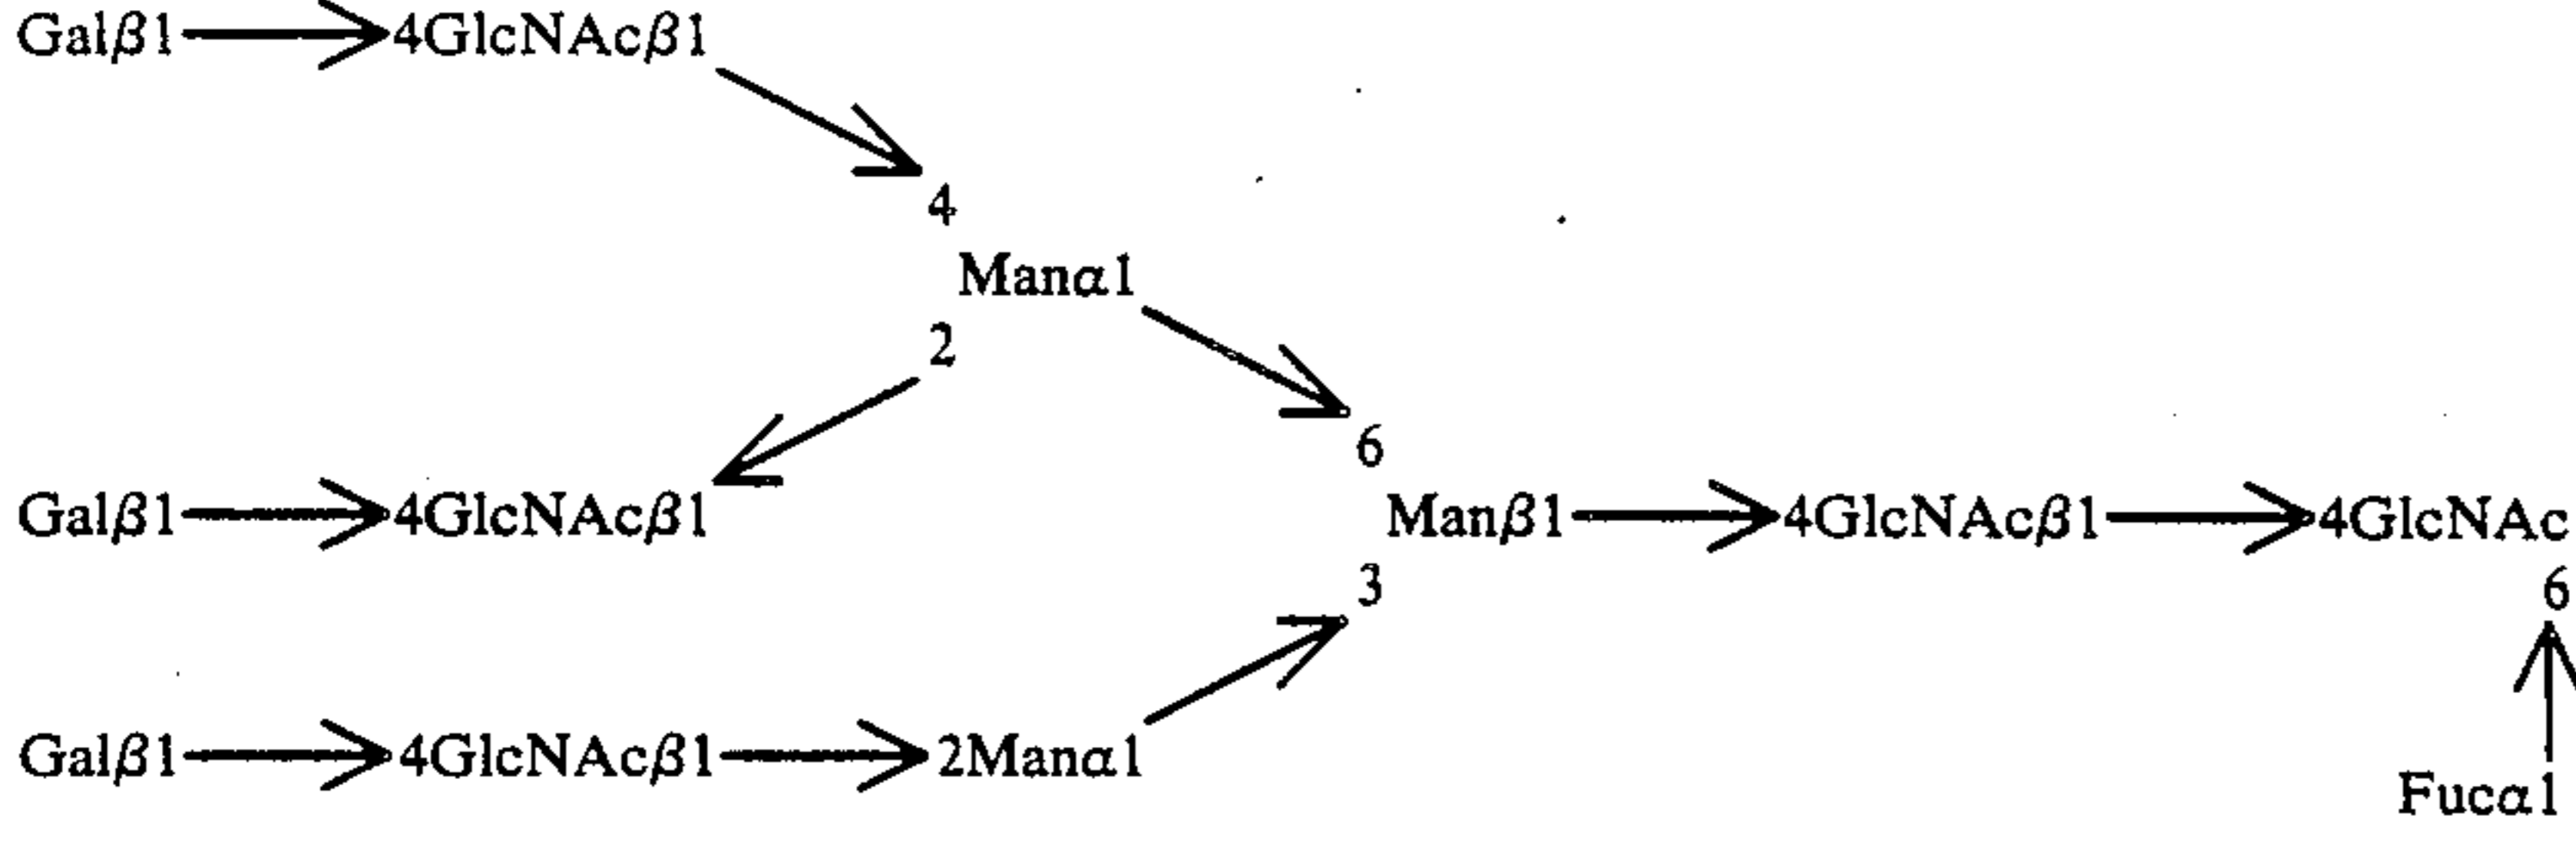 Galβ1 → 4GlcNAcβ1
4
Manα1
2
6
Galβ1 → 4GlcNAcβ1
Manβ1 → 4GlcNAcβ1 → 4GlcNAc
3
6
Galβ1 → 4GlcNAcβ1 → 2Manα1
Fucα1